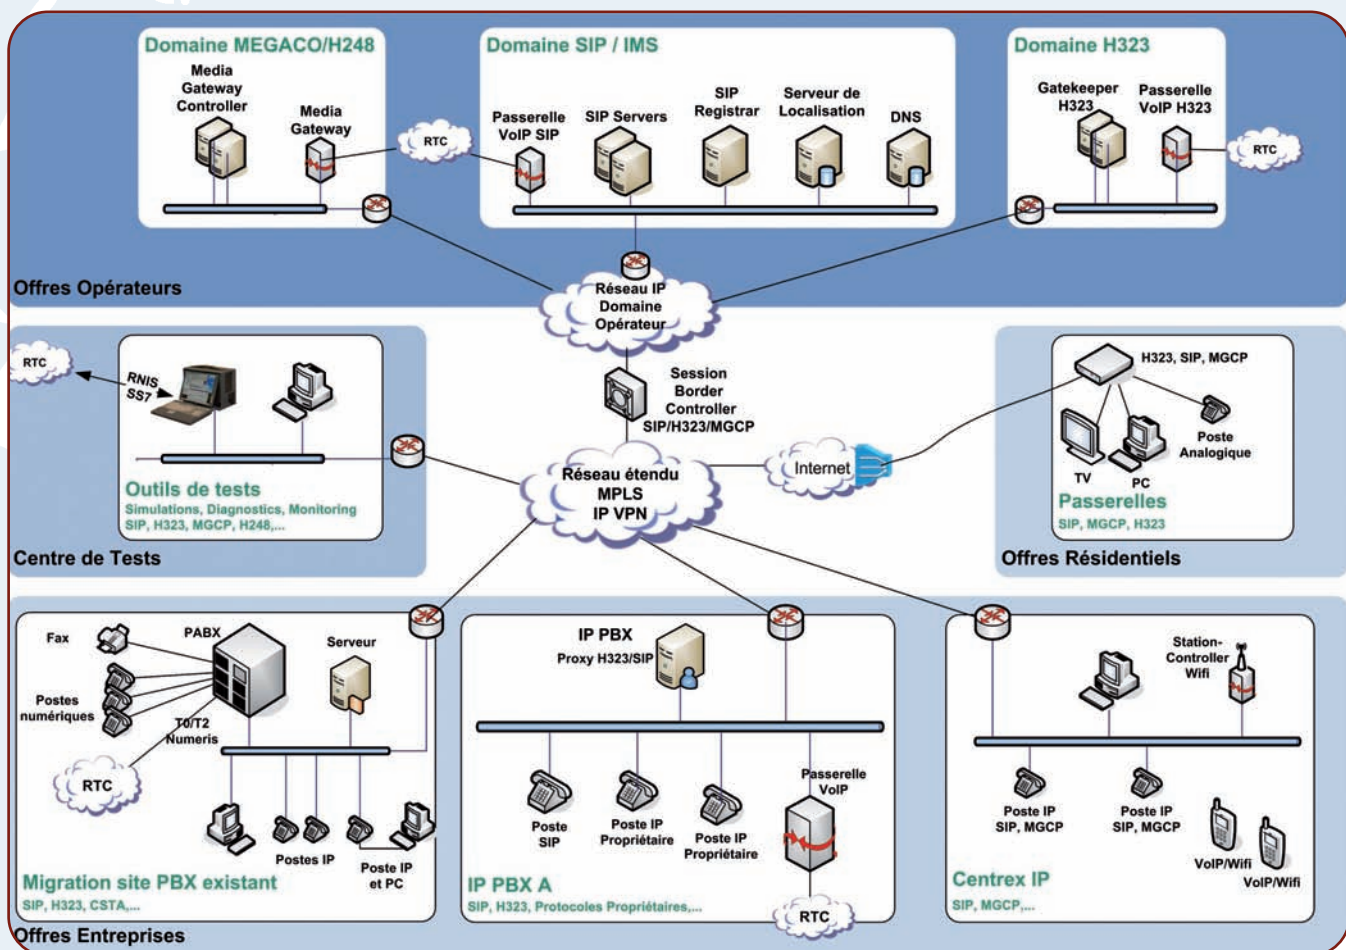 Domaine MEGACO/H248
Media
Gateway
Controller
Media
Gateway
RTC
Domaine SIP / IMS
Passerelle
VoIP SIP
SIP Servers
SIP
Registrar
Serveur de
Localisation
DNS
Domaine H323
Gatekeeper
H323
Passerelle
VoIP H323
RTC
Offres Opérateurs
Réseau IP
Domaine
Opérateur
RTC
RNIS
SS7
Outils de tests
Simulations, Diagnostics, Monitoring
SIP, H323, MGCP, H248,...
Centre de Tests
Session
Border
Controller
SIP/H323/MGCP
Réseau étendu
MPLS
IP VPN
Internet
H323, SIP, MGCP
Poste
Analogique
TV
PC
Passerelles
SIP, MGCP, H323
Offres Résidentiels
Fax
PABX
Serveur
Postes
numériques
T0/T2
Numeris
RTC
Postes IP
Poste IP
et PC
Migration site PBX existant
SIP, H323, CSTA,...
IP PBX
Proxy H323/SIP
Poste
SIP
Poste IP
Propriétaire
Poste IP
Propriétaire
Passerelle
VoIP
RTC
IP PBX A
SIP, H323, Protocoles Propriétaires,...
Station-
Controller
Wifi
Poste IP
SIP, MGCP
Poste IP
SIP, MGCP
VoIP/Wifi
VoIP/Wifi
Centrex IP
SIP, MGCP,...
Offres Entreprises